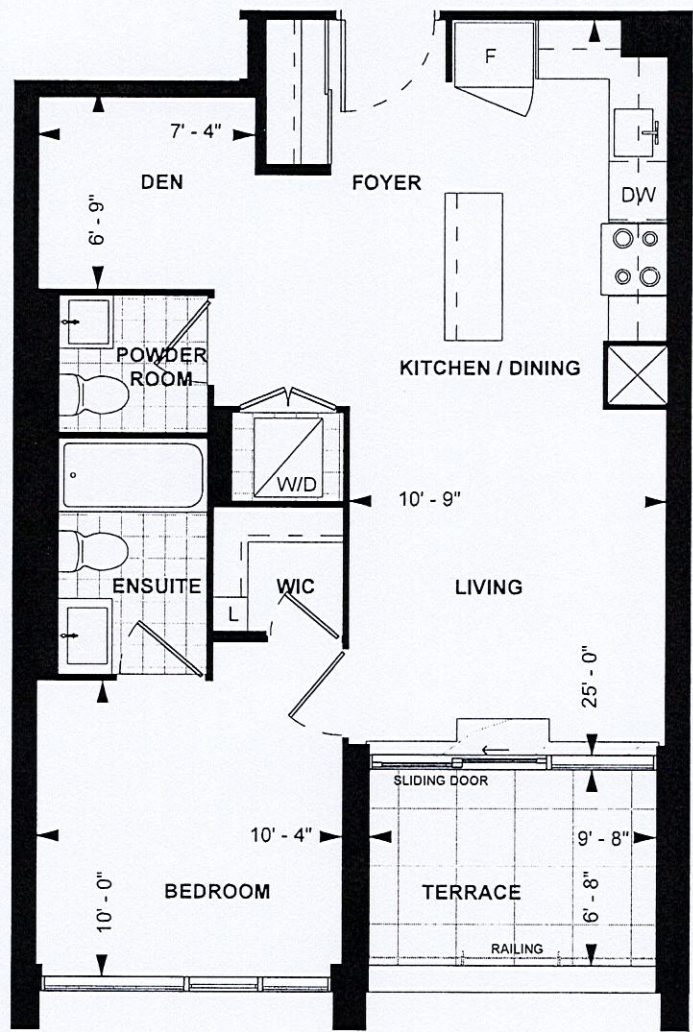 F
7' - 4"
DEN
FOYER
DW
6' - 9"
POWDER
ROOM
KITCHEN / DINING
W/D
10' - 9"
ENSUITE
WIC
LIVING
L
25' - 0"
SLIDING DOOR
10' - 4"
9' - 8"
10' - 0"
BEDROOM
TERRACE
6' - 8"
RAILING